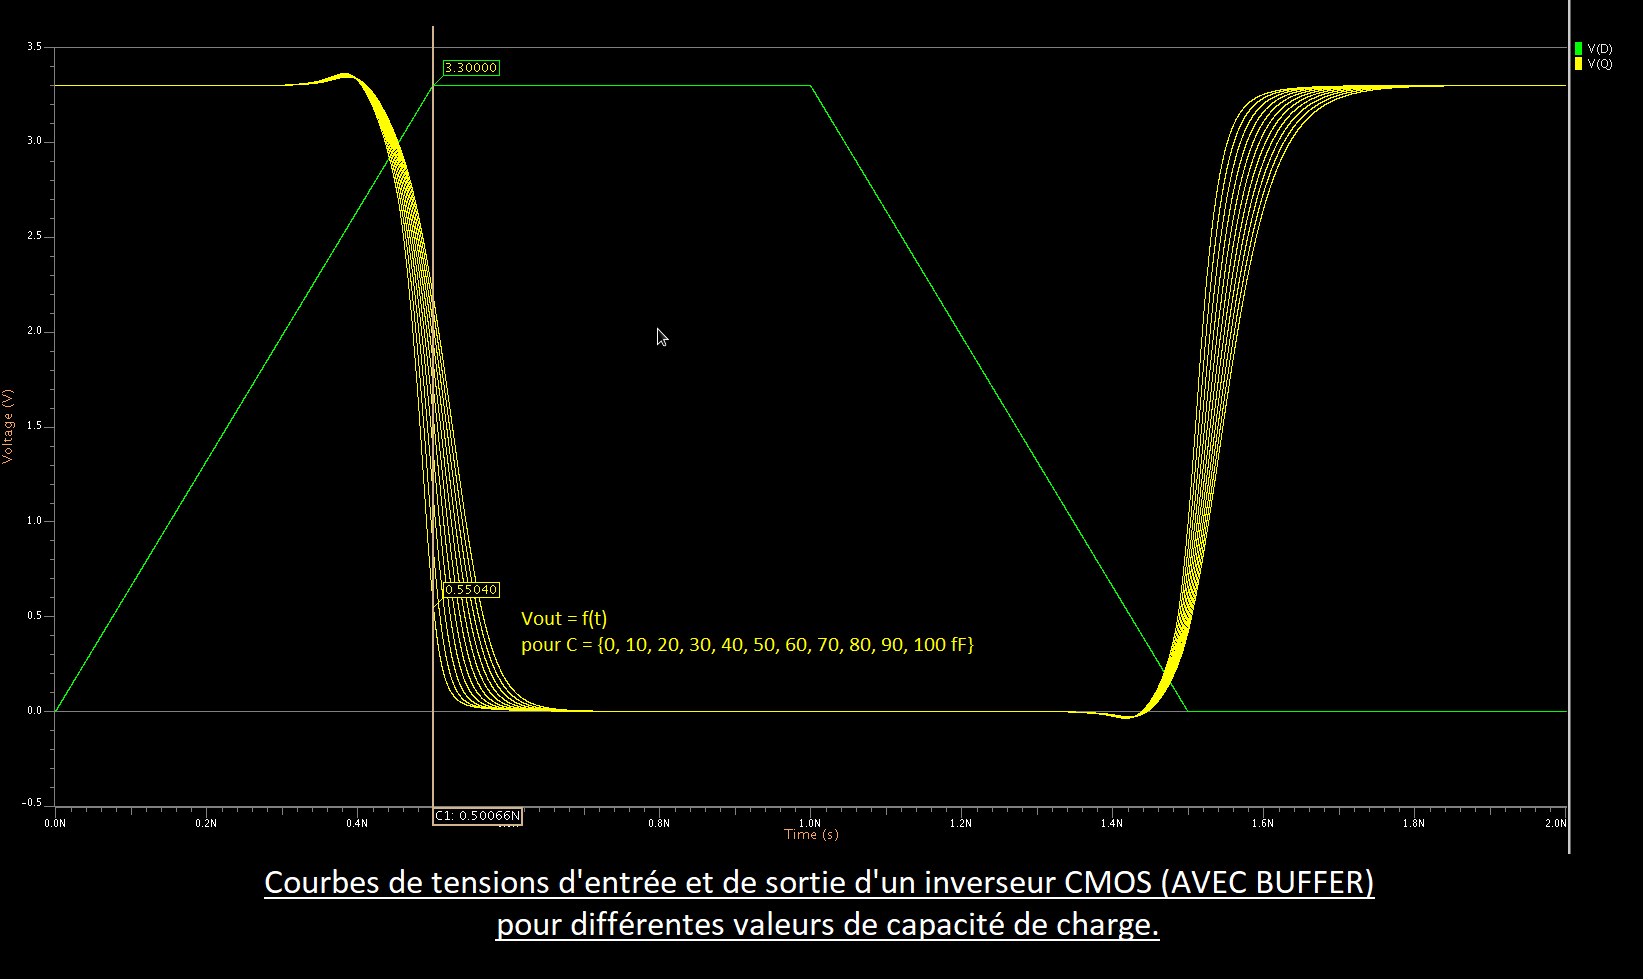 3.5
V(D)
V(Q)
3.30000
3.0
2.5
2.0
Voltage (V)
1.5
1.0
0.55040
0.5
Vout = f(t)
pour C = {0, 10, 20, 30, 40, 50, 60, 70, 80, 90, 100 fF}
0.0
-0.5
C1: 0.50066N
0.0N 0.2N 0.4N 0.8N 1.0N 1.2N 1.4N 1.6N 1.8N 2.0N
Time (s)
Courbes de tensions d'entrée et de sortie d'un inverseur CMOS (AVEC BUFFER)
pour différentes valeurs de capacité de charge.